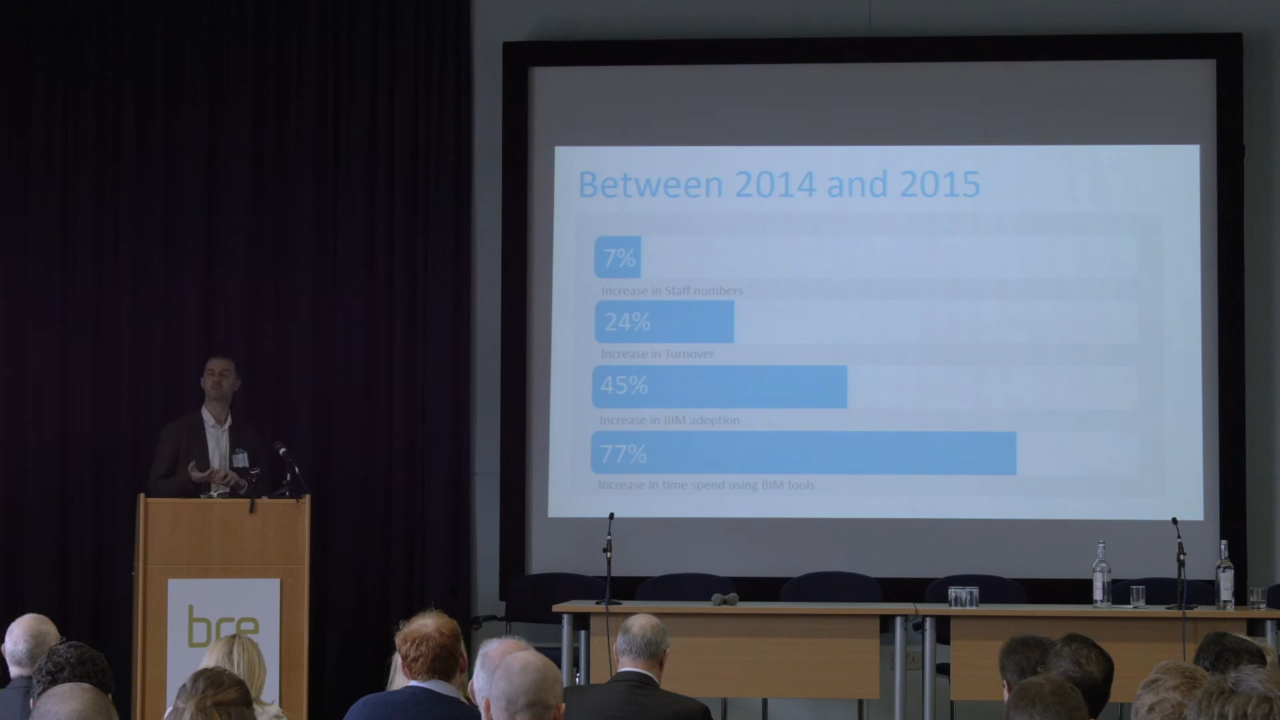 Between 2014 and 2015
7%
Increase in Staff numbers
24%
Increase in Turnover
45%
Increase in BIM adoption
77%
Increase in time spend using BIM tools
bre